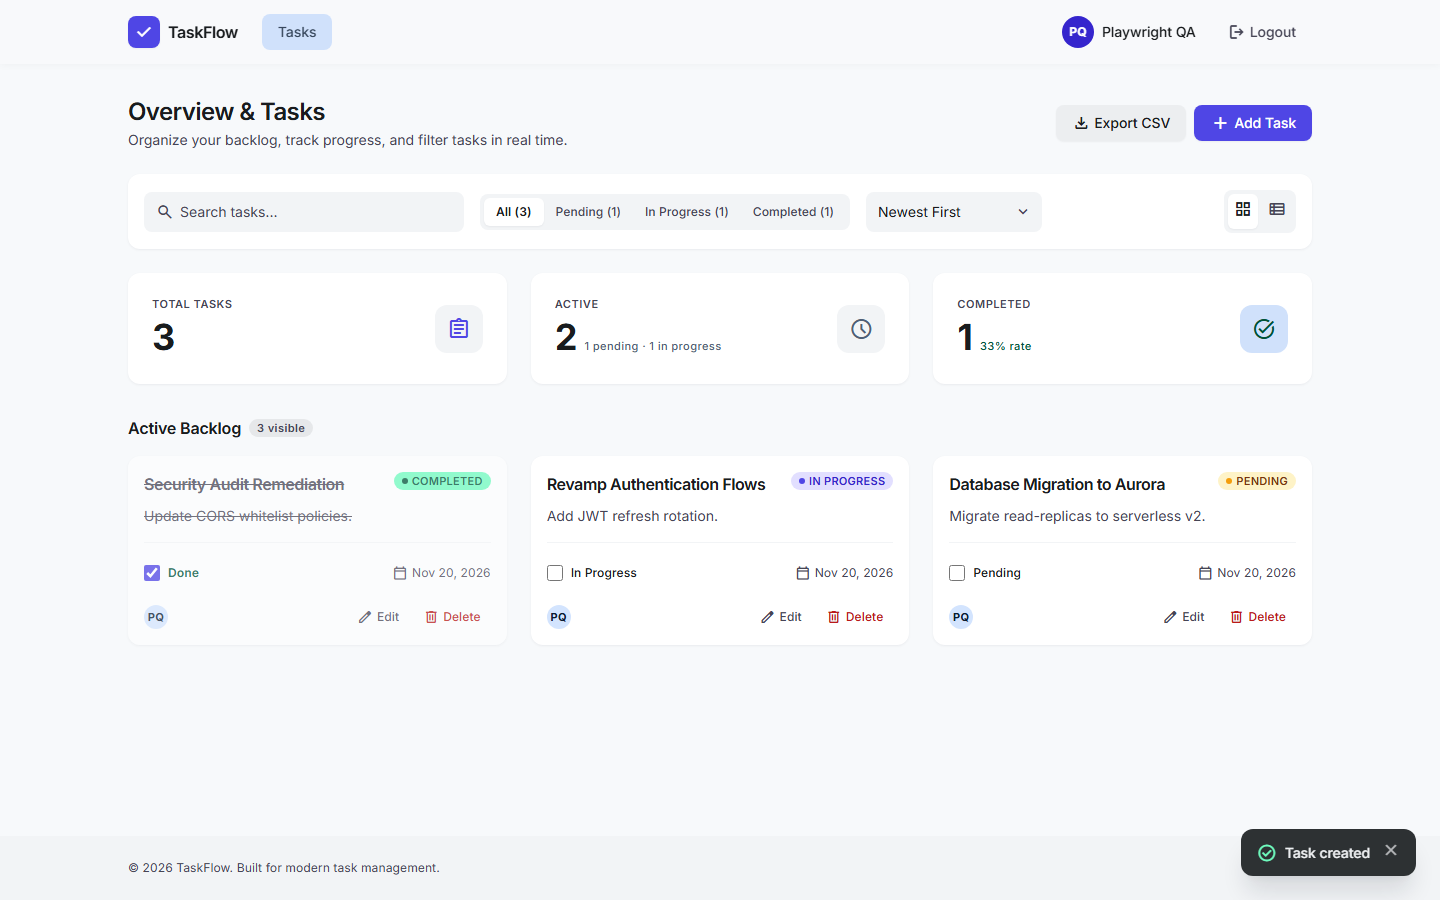 TaskFlow
Tasks
PQ
Playwright QA
Logout
Overview & Tasks
Organize your backlog, track progress, and filter tasks in real time.
Export CSV
Add Task
Search tasks...
All (3)
Pending (1)
In Progress (1)
Completed (1)
Newest First
TOTAL TASKS
3
ACTIVE
2 1 pending · 1 in progress
COMPLETED
1 33% rate
Active Backlog 3 visible
Security Audit Remediation
COMPLETED
Update CORS whitelist policies.
Done
Nov 20, 2026
PQ
Edit
Delete
Revamp Authentication Flows
IN PROGRESS
Add JWT refresh rotation.
In Progress
Nov 20, 2026
PQ
Edit
Delete
Database Migration to Aurora
PENDING
Migrate read-replicas to serverless v2.
Pending
Nov 20, 2026
PQ
Edit
Delete
© 2026 TaskFlow. Built for modern task management.
Task created